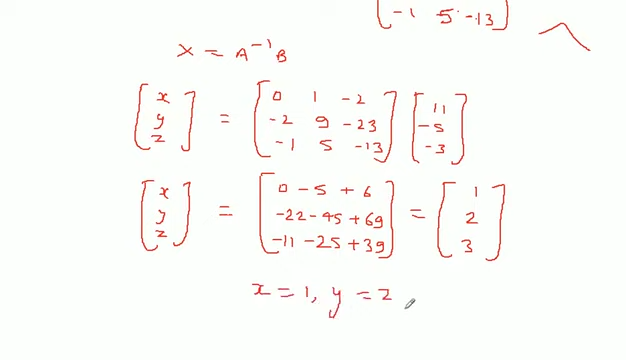 -1 5 -13
X = A⁻¹B
[x y z] = [0 1 -2; -2 9 -23; -1 5 -13] [11; -5; -3]
[x y z] = [0 - 5 + 6; -22 - 45 + 69; -11 - 25 + 39] = [1; 2; 3]
x = 1, y = 2